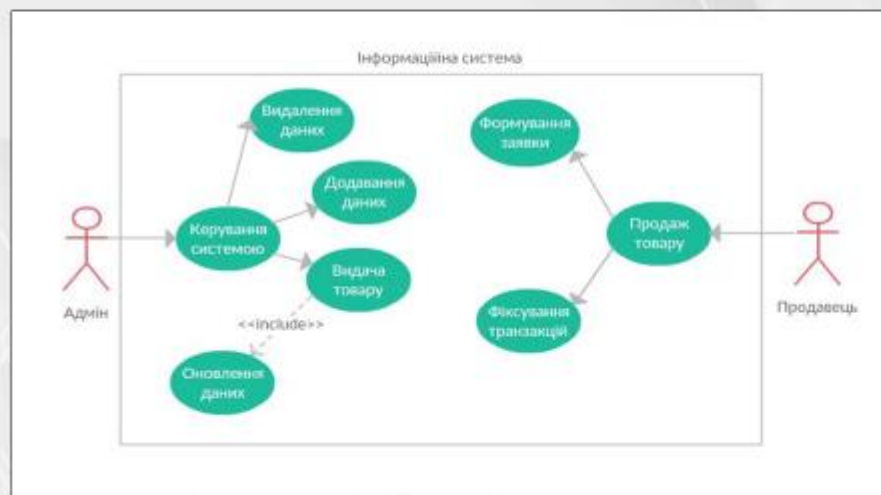 Інформаційна система
Видалення
даних
Формування
заявки
Додавання
даних
Керування
системою
Продаж
товару
Видача
товару
Адмін
Продавець
<<include>>
Фіксування
транзакцій
Оновлення
даних